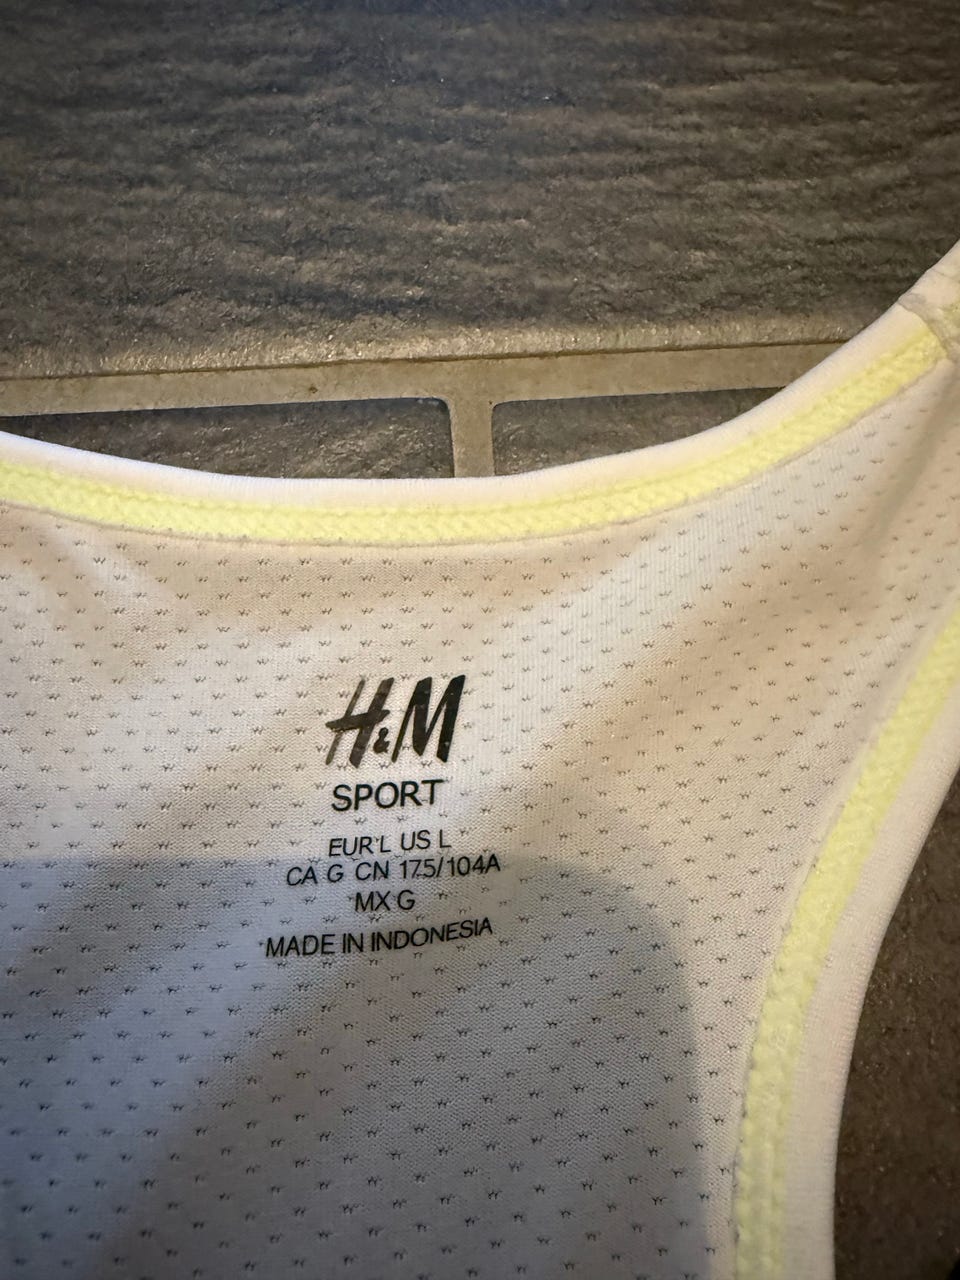 H&M
SPORT
EUR L US L
CA G CN 175/104A
MX G
MADE IN INDONESIA